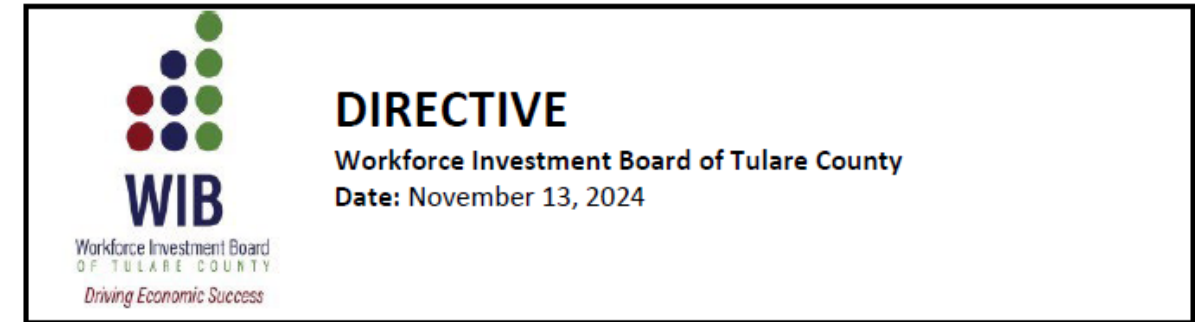 WIB
Workforce Investment Board
OF TULARE COUNTY
Driving Economic Success
DIRECTIVE
Workforce Investment Board of Tulare County
Date: November 13, 2024